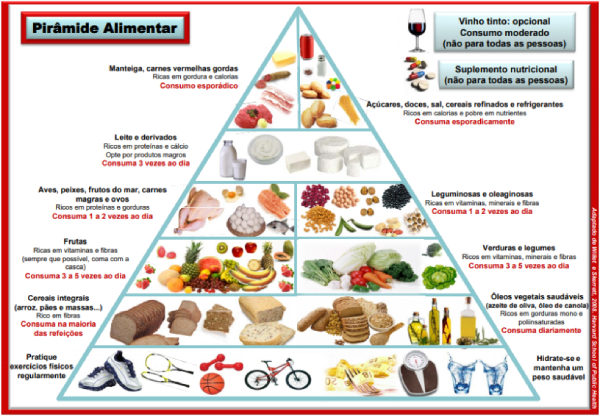 Pirâmide Alimentar
Vinho tinto: opcional
Consumo moderado
(não para todas as pessoas)
Suplemento nutricional
(não para todas as pessoas)
Manteiga, carnes vermelhas gordas
Ricas em gordura e calorias
Consumo esporádico
Açúcares, doces, sal, cereais refinados e refrigerantes
Ricos em calorias e pobre em nutrientes
Consuma esporadicamente
Leite e derivados
Ricos em proteínas e cálcio
Opte por produtos magros
Consuma 3 vezes ao dia
Aves, peixes, frutos do mar, carnes
magras e ovos
Ricos em proteínas e gorduras
Consuma 1 a 2 vezes ao dia
Leguminosas e oleaginosas
Ricas em vitaminas, minerais e fibras
Consuma 1 a 2 vezes ao dia
Frutas
Ricas em vitaminas e fibras
(sempre que possível, coma com a
casca)
Consuma 3 a 5 vezes ao dia
Verduras e legumes
Ricos em vitaminas, minerais e fibras
Consuma 3 a 5 vezes ao dia
Cereais integrais
(arroz, pães e massas...)
Rico em fibras
Consuma na maioria
das refeições
Óleos vegetais saudáveis
(azeite de oliva, óleo de canola)
Ricos em gorduras mono e
poliinsaturadas
Consuma diariamente
Pratique
exercícios físicos
regularmente
Hidrate-se e
mantenha um
peso saudável
Adaptado de Willet e Skerrett, 2005. Harvard School of Public Health